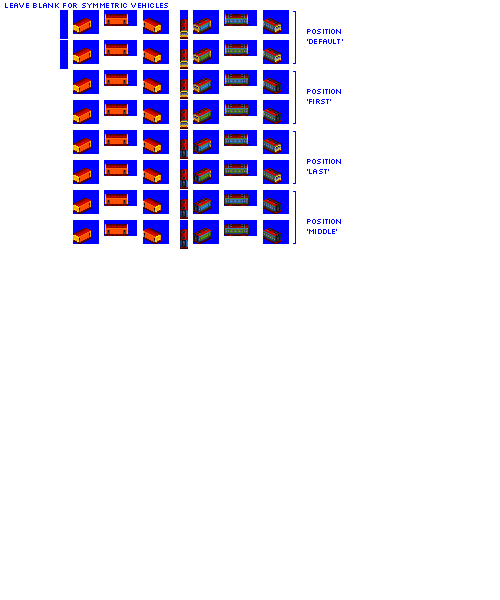 LEAVE BLANK FOR SYMMETRIC VEHICLES
POSITION
'DEFAULT'
POSITION
'FIRST'
POSITION
'LAST'
POSITION
'MIDDLE'